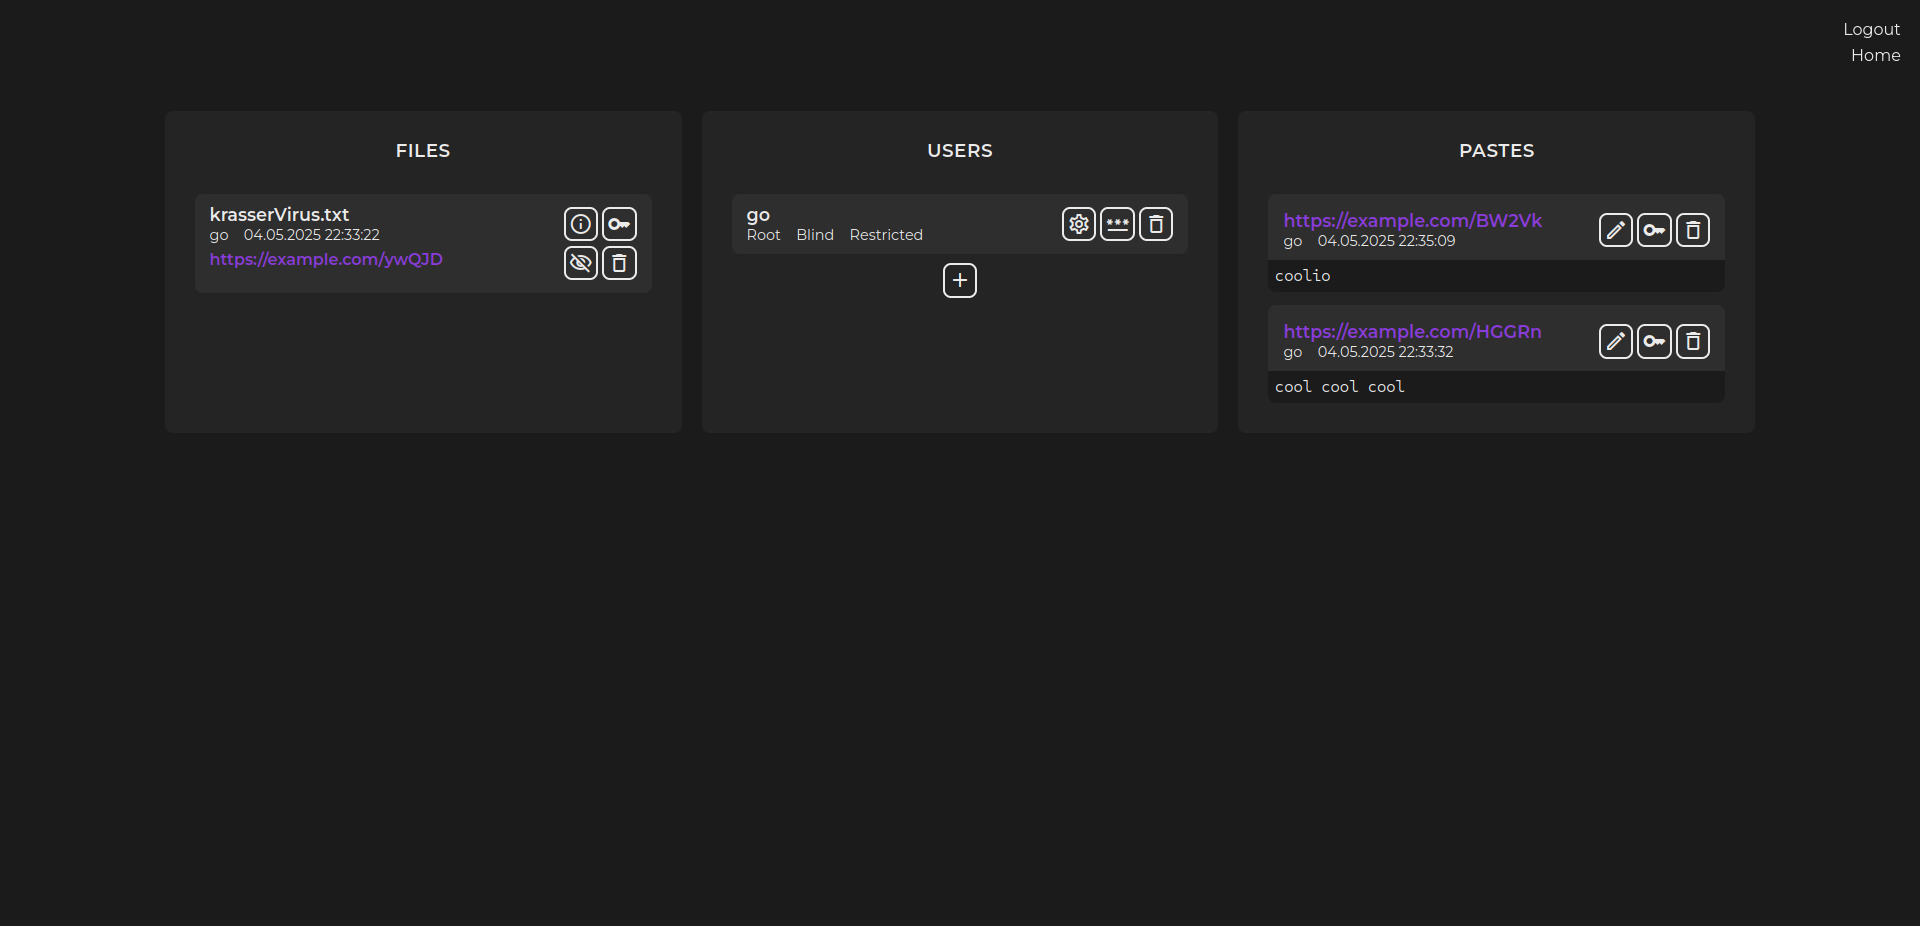 Logout
Home
FILES
krasserVirus.txt
go 04.05.2025 22:33:22
https://example.com/ywQJD
USERS
go
Root Blind Restricted
PASTES
https://example.com/BW2Vk
go 04.05.2025 22:35:09
coolio
https://example.com/HGGRn
go 04.05.2025 22:33:32
cool cool cool